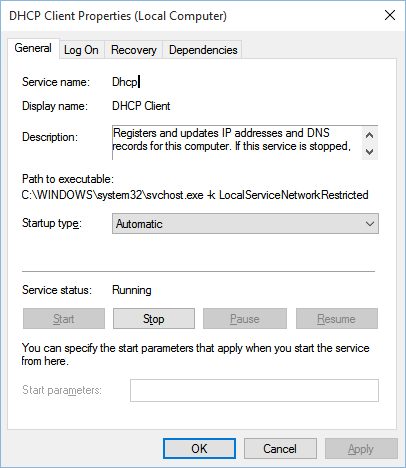 DHCP Client Properties (Local Computer)
General Log On Recovery Dependencies
Service name: Dhcp
Display name: DHCP Client
Description: Registers and updates IP addresses and DNS
records for this computer. If this service is stopped,
Path to executable:
C:\WINDOWS\system32\svchost.exe -k LocalServiceNetworkRestricted
Startup type: Automatic
Service status: Running
Start Stop Pause Resume
You can specify the start parameters that apply when you start the service
from here.
Start parameters:
OK Cancel Apply